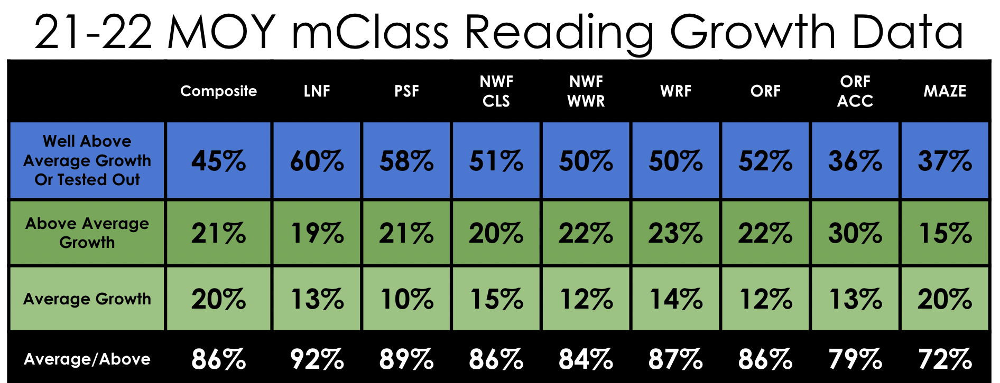 21-22 MOY mClass Reading Growth Data
Composite LNF PSF NWF CLS NWF WWR WRF ORF ORF ACC MAZE
Well Above Average Growth Or Tested Out 45% 60% 58% 51% 50% 50% 52% 36% 37%
Above Average Growth 21% 19% 21% 20% 22% 23% 22% 30% 15%
Average Growth 20% 13% 10% 15% 12% 14% 12% 13% 20%
Average/Above 86% 92% 89% 86% 84% 87% 86% 79% 72%